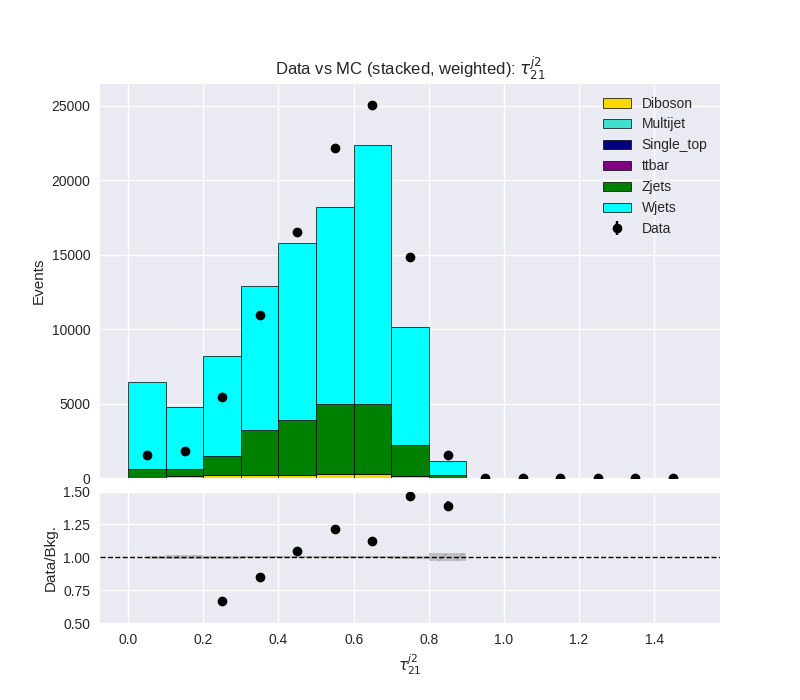 Data vs MC (stacked, weighted): τ_{21}^{j2}
25000
20000
15000
10000
5000
0
Events
Diboson
Multijet
Single_top
ttbar
Zjets
Wjets
Data
1.50
1.25
1.00
0.75
0.50
Data/Bkg.
0.0 0.2 0.4 0.6 0.8 1.0 1.2 1.4
τ_{21}^{j2}